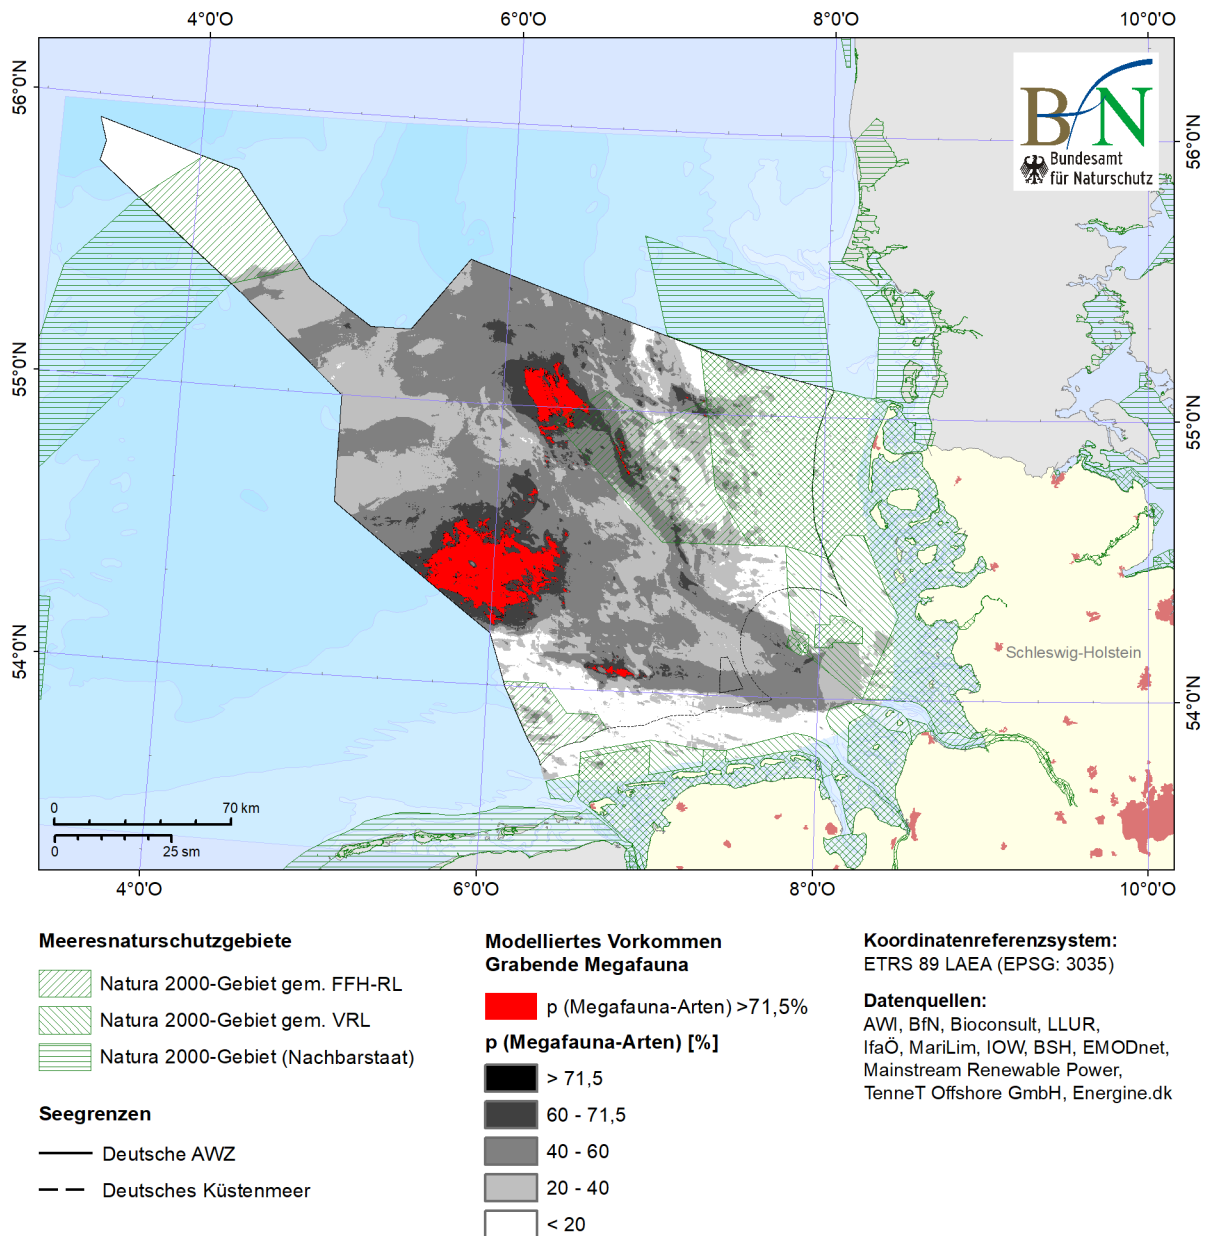 4°0'O 6°0'O 8°0'O 10°0'O
56°0'N
56°0'N
BfN
Bundesamt
für Naturschutz
55°0'N
55°0'N
54°0'N
54°0'N
Schleswig-Holstein
0 70 km
0 25 sm
4°0'O 6°0'O 8°0'O 10°0'O
Meeresnaturschutzgebiete
Natura 2000-Gebiet gem. FFH-RL
Natura 2000-Gebiet gem. VRL
Natura 2000-Gebiet (Nachbarstaat)
Seegrenzen
Deutsche AWZ
Deutsches Küstenmeer
Modelliertes Vorkommen
Grabende Megafauna
p (Megafauna-Arten) >71,5%
p (Megafauna-Arten) [%]
> 71,5
60 - 71,5
40 - 60
20 - 40
< 20
Koordinatenreferenzsystem:
ETRS 89 LAEA (EPSG: 3035)
Datenquellen:
AWI, BfN, Bioconsult, LLUR,
IfaÖ, MariLim, IOW, BSH, EMODnet,
Mainstream Renewable Power,
TenneT Offshore GmbH, Energine.dk